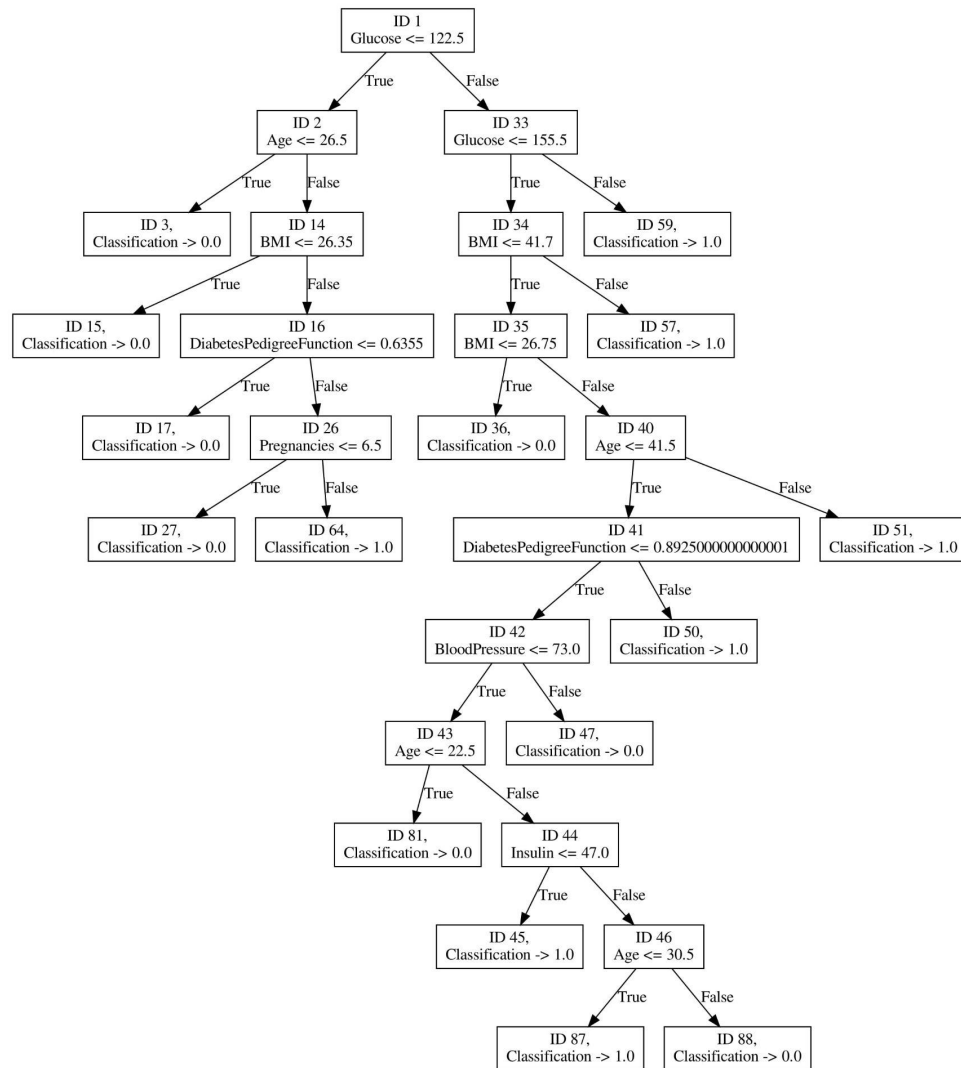 ID 1
Glucose <= 122.5
True
False
ID 2
Age <= 26.5
ID 33
Glucose <= 155.5
True
False
True
False
ID 3,
Classification -> 0.0
ID 14
BMI <= 26.35
ID 34
BMI <= 41.7
ID 59,
Classification -> 1.0
True
False
True
False
ID 15,
Classification -> 0.0
ID 16
DiabetesPedigreeFunction <= 0.6355
ID 35
BMI <= 26.75
ID 57,
Classification -> 1.0
True
False
True
False
ID 17,
Classification -> 0.0
ID 26
Pregnancies <= 6.5
ID 36,
Classification -> 0.0
ID 40
Age <= 41.5
True
False
True
False
ID 27,
Classification -> 0.0
ID 64,
Classification -> 1.0
ID 41
DiabetesPedigreeFunction <= 0.8925000000000001
ID 51,
Classification -> 1.0
True
False
ID 42
BloodPressure <= 73.0
ID 50,
Classification -> 1.0
True
False
ID 43
Age <= 22.5
ID 47,
Classification -> 0.0
True
False
ID 81,
Classification -> 0.0
ID 44
Insulin <= 47.0
True
False
ID 45,
Classification -> 1.0
ID 46
Age <= 30.5
True
False
ID 87,
Classification -> 1.0
ID 88,
Classification -> 0.0